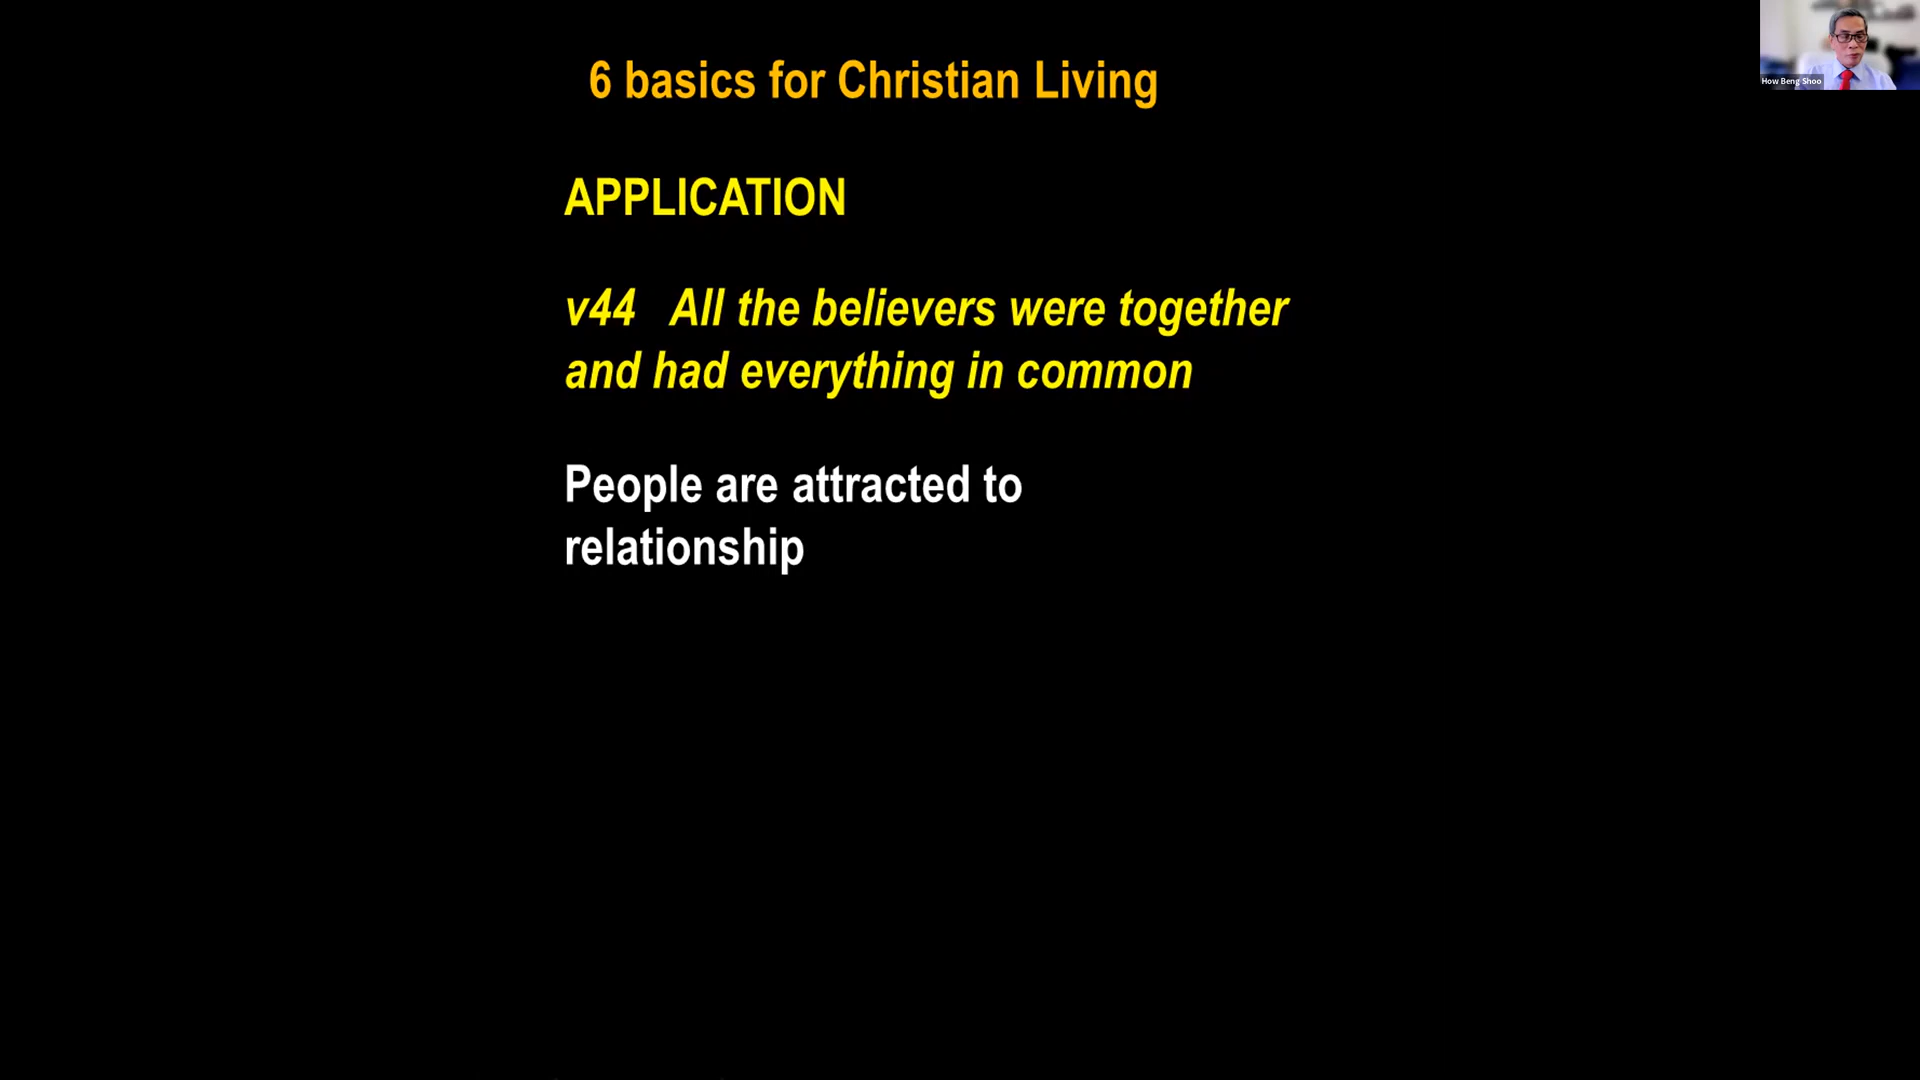 6 basics for Christian Living
How Beng Shoo
APPLICATION
v44 All the believers were together
and had everything in common
People are attracted to
relationship